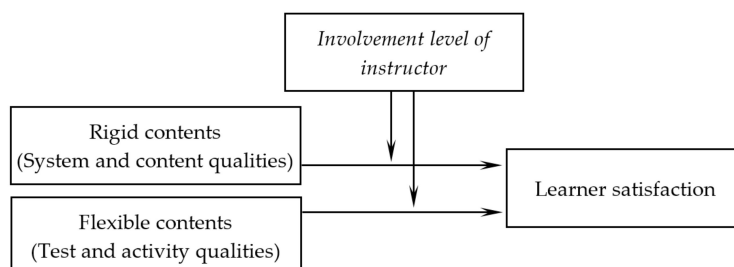 Involvement level of
instructor
Rigid contents
(System and content qualities)
Learner satisfaction
Flexible contents
(Test and activity qualities)